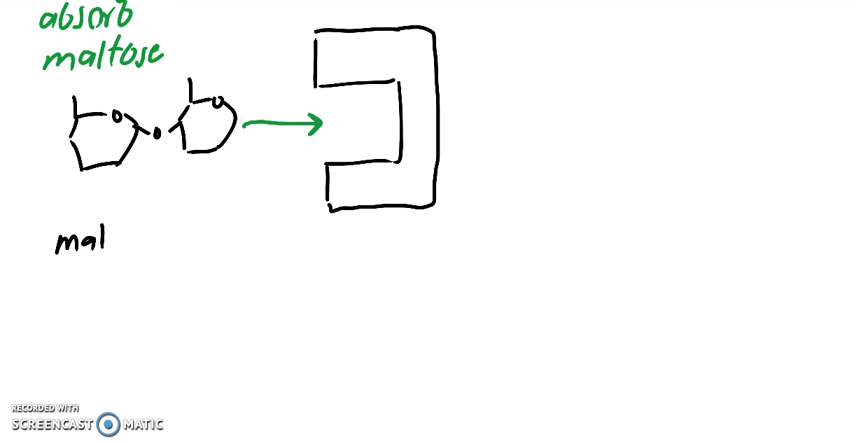 absorb
maltose
O
O
O
mal
RECORDED WITH
SCREENCAST MATIC